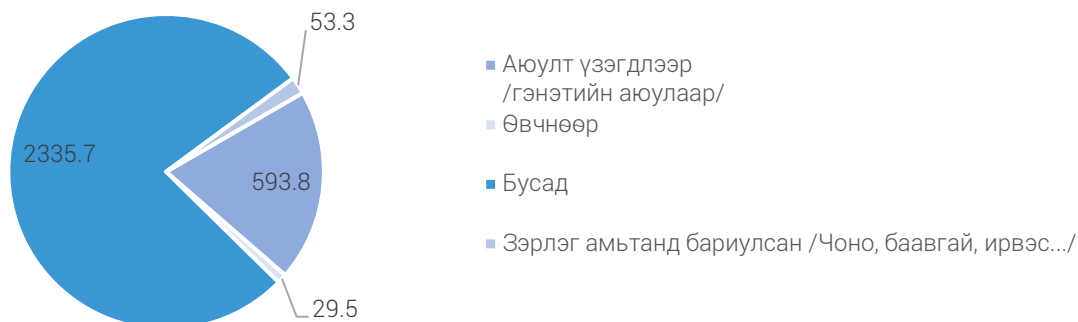 53.3
2335.7
593.8
29.5
Аюулт үзэгдлээр
/гэнэтийн аюулаар/
Өвчнөөр
Бусад
Зэрлэг амьтанд бариулсан /Чоно, баавгай, ирвэс.../